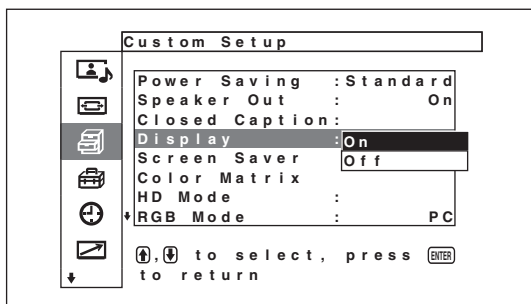 Custom Setup
Power Saving :Standard
Speaker Out : On
Closed Caption:
Display :On
Off
Screen Saver
Color Matrix
HD Mode :
RGB Mode : PC
, to select, press ENTER
to return